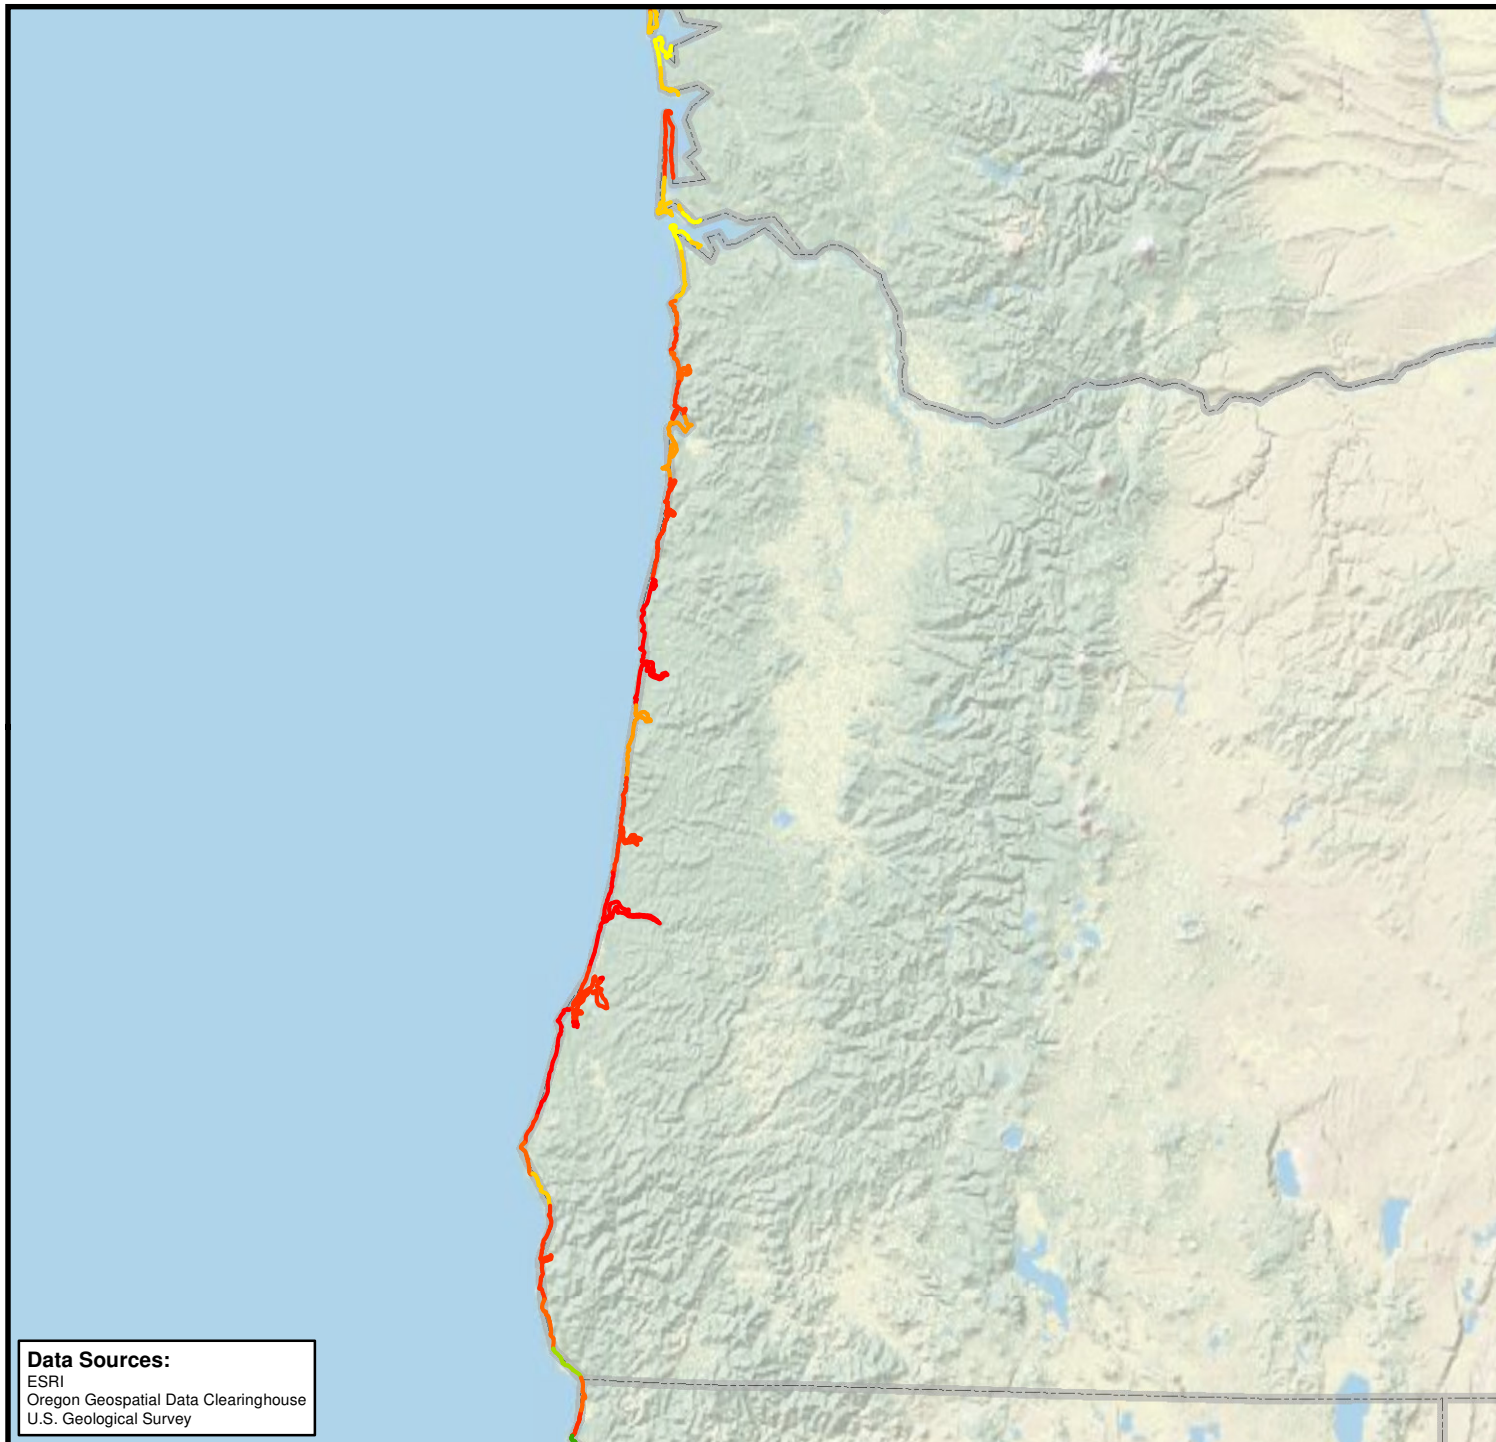 Data Sources:
ESRI
Oregon Geospatial Data Clearinghouse
U.S. Geological Survey